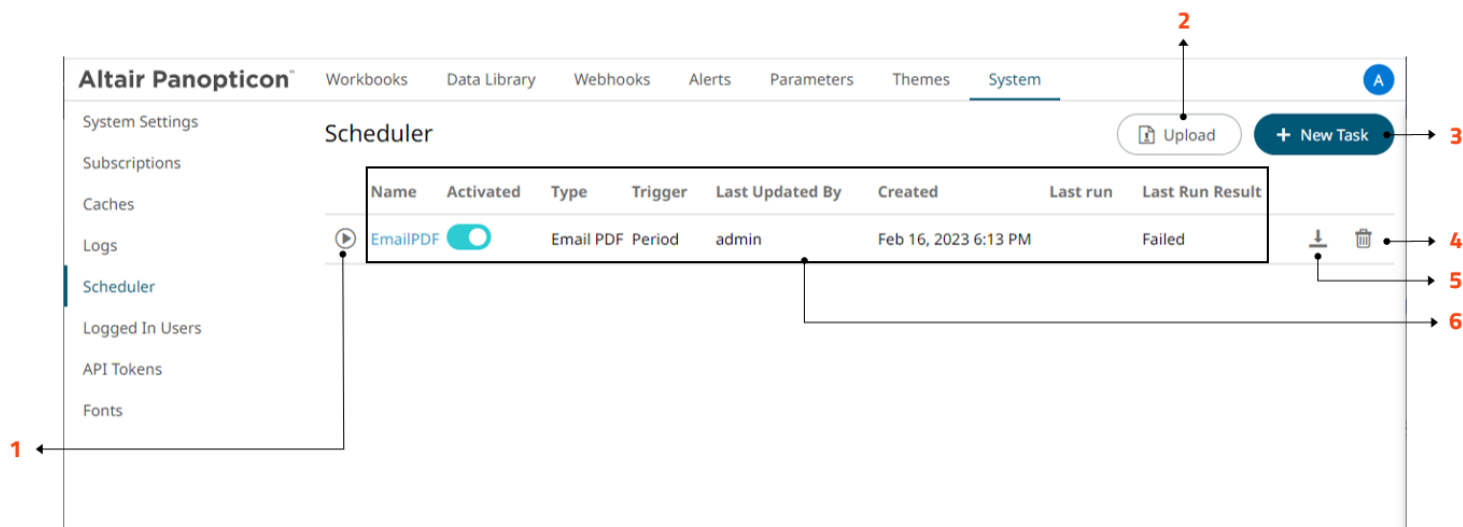 2
Altair Panopticon™ Workbooks Data Library Webhooks Alerts Parameters Themes System A
System Settings
Scheduler
Upload
+ New Task
3
Subscriptions
Name Activated Type Trigger Last Updated By Created Last run Last Run Result
Caches
Logs
EmailPDF Email PDF Period admin Feb 16, 2023 6:13 PM Failed
4
Scheduler
5
Logged In Users
6
API Tokens
Fonts
1